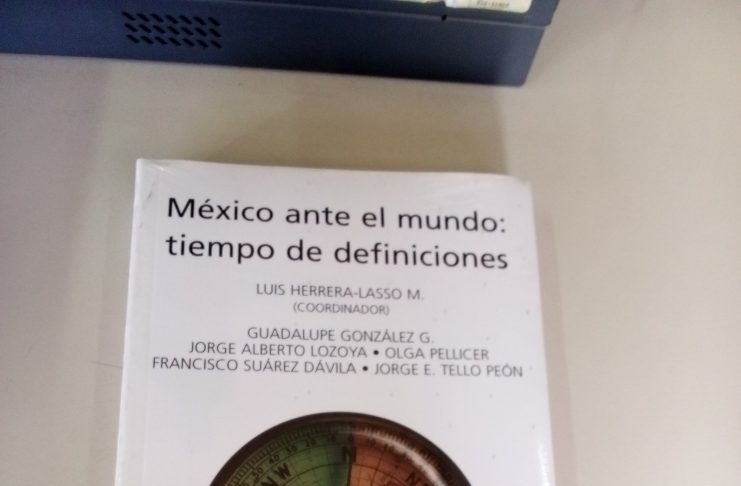 México ante el mundo:
tiempo de definiciones
LUIS HERRERA-LASSO M.
(COORDINADOR)
GUADALUPE GONZÁLEZ G.
JORGE ALBERTO LOZOYA • OLGA PELLICER
FRANCISCO SUÁREZ DÁVILA • JORGE E. TELLO PEÓN
NW
N